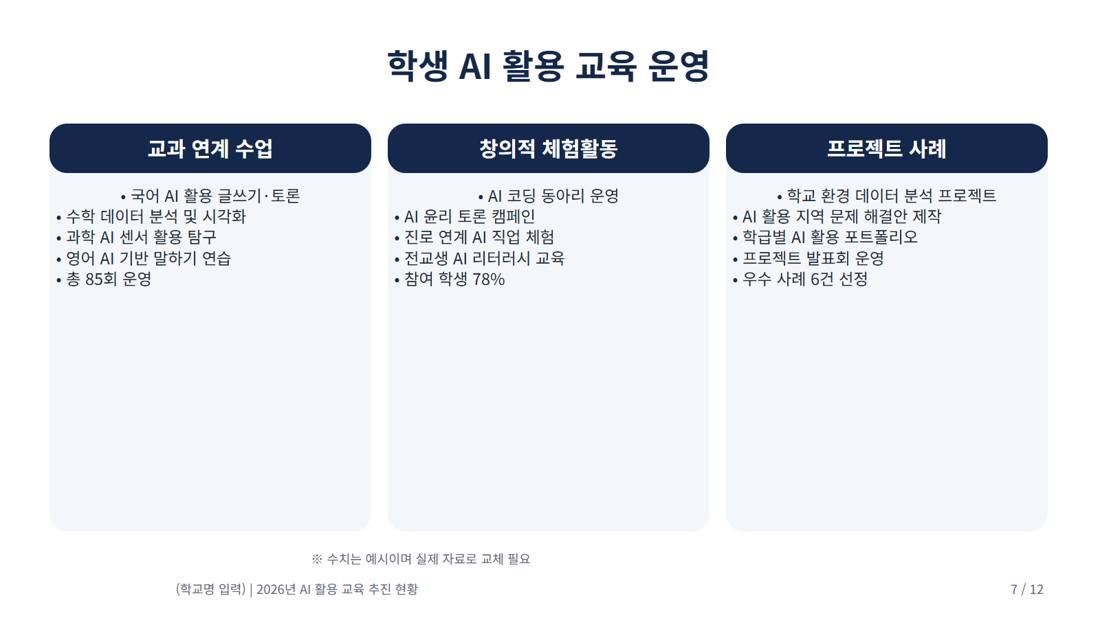 학생 AI 활용 교육 운영
교과 연계 수업
• 국어 AI 활용 글쓰기·토론
• 수학 데이터 분석 및 시각화
• 과학 AI 센서 활용 탐구
• 영어 AI 기반 말하기 연습
• 총 85회 운영
창의적 체험활동
• AI 코딩 동아리 운영
• AI 윤리 토론 캠페인
• 진로 연계 AI 직업 체험
• 전교생 AI 리터러시 교육
• 참여 학생 78%
프로젝트 사례
• 학교 환경 데이터 분석 프로젝트
• AI 활용 지역 문제 해결안 제작
• 학급별 AI 활용 포트폴리오
• 프로젝트 발표회 운영
• 우수 사례 6건 선정
※ 수치는 예시이며 실제 자료로 교체 필요
(학교명 입력) | 2026년 AI 활용 교육 추진 현황
7 / 12